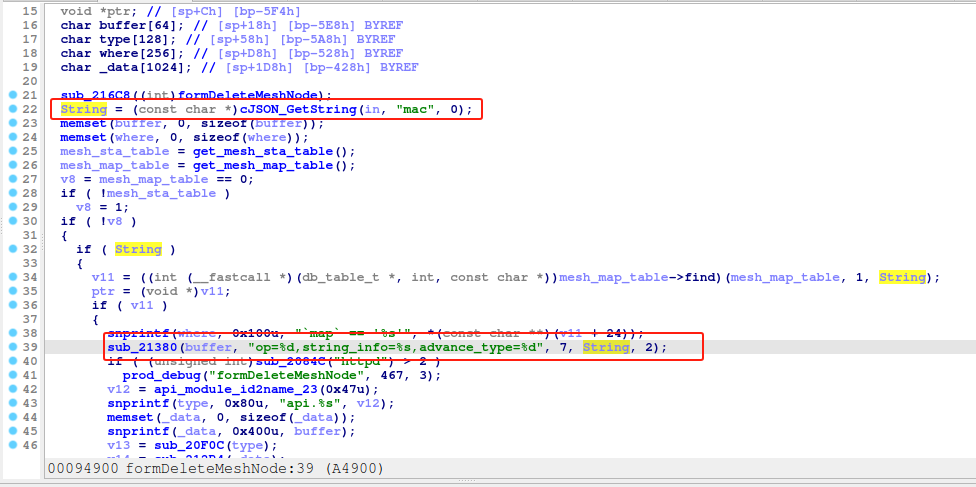 15 void *ptr; // [sp+Ch] [bp-5F4h]
16 char buffer[64]; // [sp+18h] [bp-5E8h] BYREF
17 char type[128]; // [sp+58h] [bp-5A8h] BYREF
18 char where[256]; // [sp+D8h] [bp-528h] BYREF
19 char _data[1024]; // [sp+1D8h] [bp-428h] BYREF
20
21 sub_216C8((int)formDeleteMeshNode);
22 String = (const char *)cJSON_GetString(in, "mac", 0);
23 memset(buffer, 0, sizeof(buffer));
24 memset(where, 0, sizeof(where));
25 mesh_sta_table = get_mesh_sta_table();
26 mesh_map_table = get_mesh_map_table();
27 v8 = mesh_map_table == 0;
28 if ( !mesh_sta_table )
29 v8 = 1;
30 if ( !v8 )
31 {
32 if ( String )
33 {
34 v11 = ((int (__fastcall *)(db_table_t *, int, const char *))mesh_map_table->find)(mesh_map_table, 1, String);
35 ptr = (void *)v11;
36 if ( v11 )
37 {
38 snprintf(where, 0x100u, "`map` == '%s'", *(const char **)(v11 + 24));
39 sub_21380(buffer, "op=%d,string_info=%s,advance_type=%d", 7, String, 2);
40 if ( (unsigned int)sub_2084C("httpd") > 2 )
41 prod_debug("formDeleteMeshNode", 467, 3);
42 v12 = api_module_id2name_23(0x47u);
43 snprintf(type, 0x80u, "api.%s", v12);
44 memset(_data, 0, sizeof(_data));
45 snprintf(_data, 0x400u, buffer);
46 v13 = sub_20F0C(type);
00094900 formDeleteMeshNode:39 (A4900)